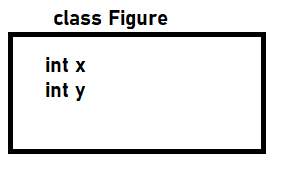 class Figure
int x
int y